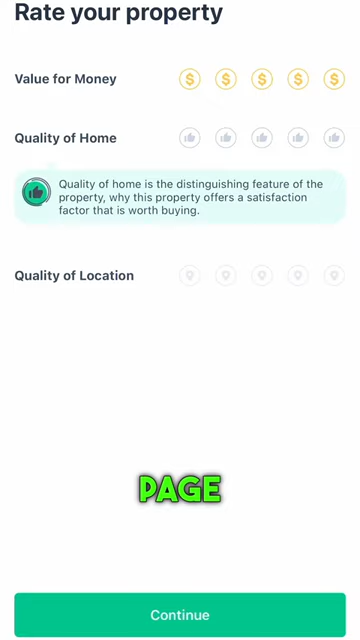 Rate your property
Value for Money
$ $ $ $ $
Quality of Home
Quality of home is the distinguishing feature of the
property, why this property offers a satisfaction
factor that is worth buying.
Quality of Location
PAGE
Continue